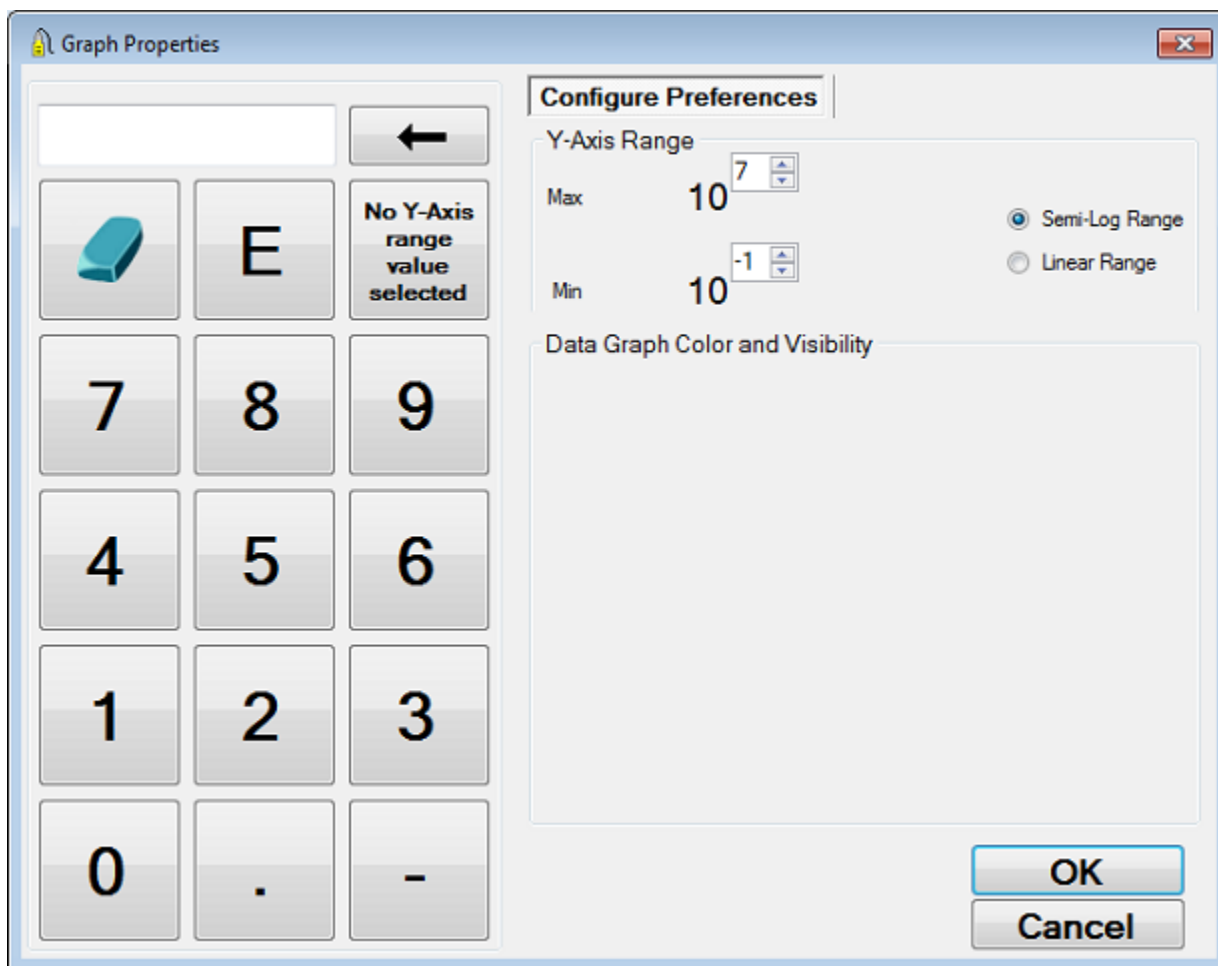 Graph Properties
←
E
No Y-Axis
range
value
selected
7 8 9
4 5 6
1 2 3
0 . -
Configure Preferences
Y-Axis Range
Max 10 7
Min 10 -1
Semi-Log Range
Linear Range
Data Graph Color and Visibility
OK
Cancel